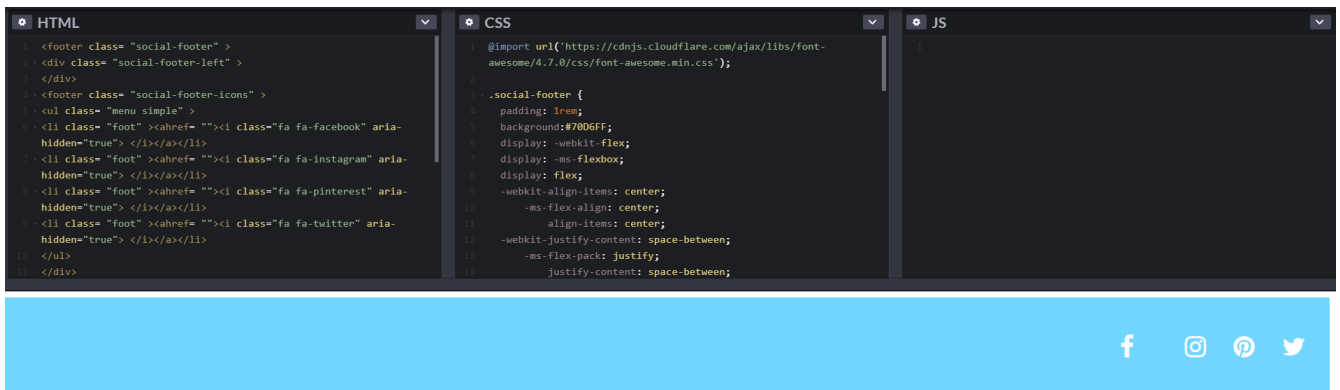 HTML
1 <footer class= "social-footer" >
2 <div class= "social-footer-left" >
3 </div>
4 <footer class= "social-footer-icons" >
5 <ul class= "menu simple" >
6 <li class= "foot" ><ahref= ""><i class="fa fa-facebook" aria-
hidden="true"> </i></a></li>
7 <li class= "foot" ><ahref= ""><i class="fa fa-instagram" aria-
hidden="true"> </i></a></li>
8 <li class= "foot" ><ahref= ""><i class="fa fa-pinterest" aria-
hidden="true"> </i></a></li>
9 <li class= "foot" ><ahref= ""><i class="fa fa-twitter" aria-
hidden="true"> </i></a></li>
10 </ul>
11 </div>
CSS
1 @import url('https://cdnjs.cloudflare.com/ajax/libs/font-
awesome/4.7.0/css/font-awesome.min.css');
2
3 .social-footer {
4 padding: 1rem;
5 background:#70D6FF;
6 display: -webkit-flex;
7 display: -ms-flexbox;
8 display: flex;
9 -webkit-align-items: center;
10 -ms-flex-align: center;
11 align-items: center;
12 -webkit-justify-content: space-between;
13 -ms-flex-pack: justify;
14 justify-content: space-between;
JS
1